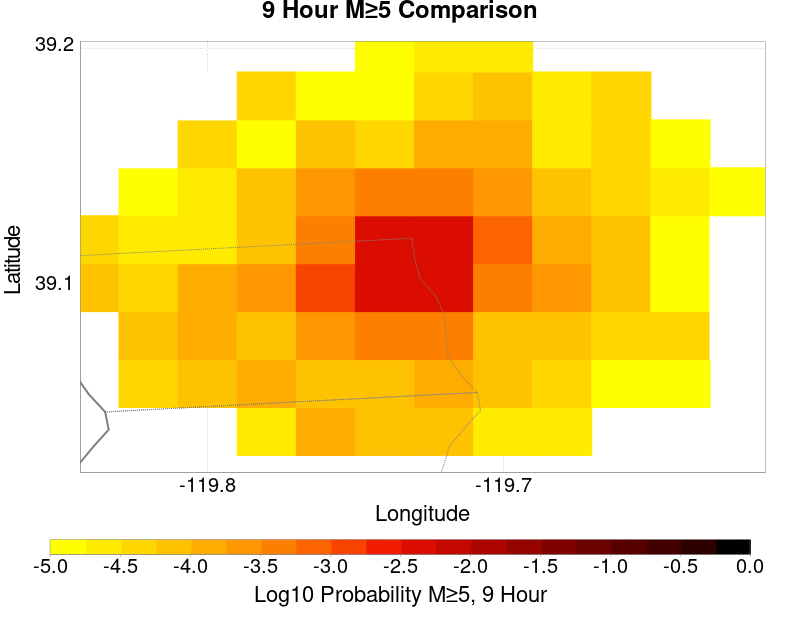 9 Hour M≥5 Comparison
39.2
39.1
Latitude
-119.8 -119.7
Longitude
-5.0 -4.5 -4.0 -3.5 -3.0 -2.5 -2.0 -1.5 -1.0 -0.5 0.0
Log10 Probability M≥5, 9 Hour